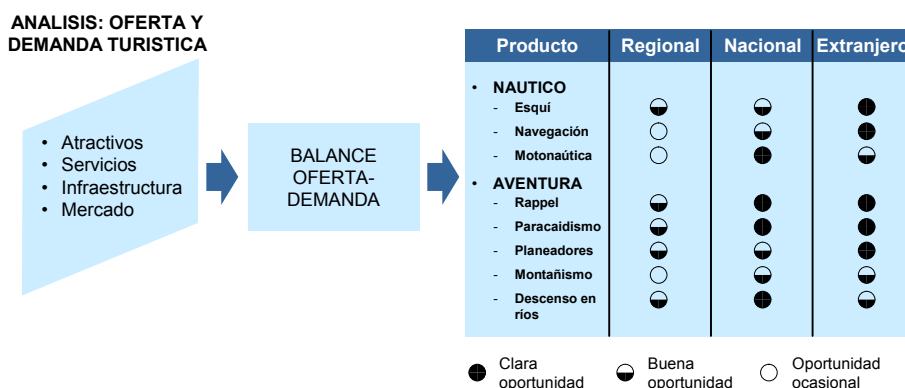 ANALISIS: OFERTA Y
DEMANDA TURISTICA
• Atractivos
• Servicios
• Infraestructura
• Mercado
BALANCE
OFERTA-
DEMANDA
Producto Regional Nacional Extranjero
• NAUTICO
- Esquí
- Navegación
- Motonaútica
• AVENTURA
- Rappel
- Paracaidismo
- Planeadores
- Montañismo
- Descenso en
ríos
Clara
oportunidad
Buena
oportunidad
Oportunidad
ocasional